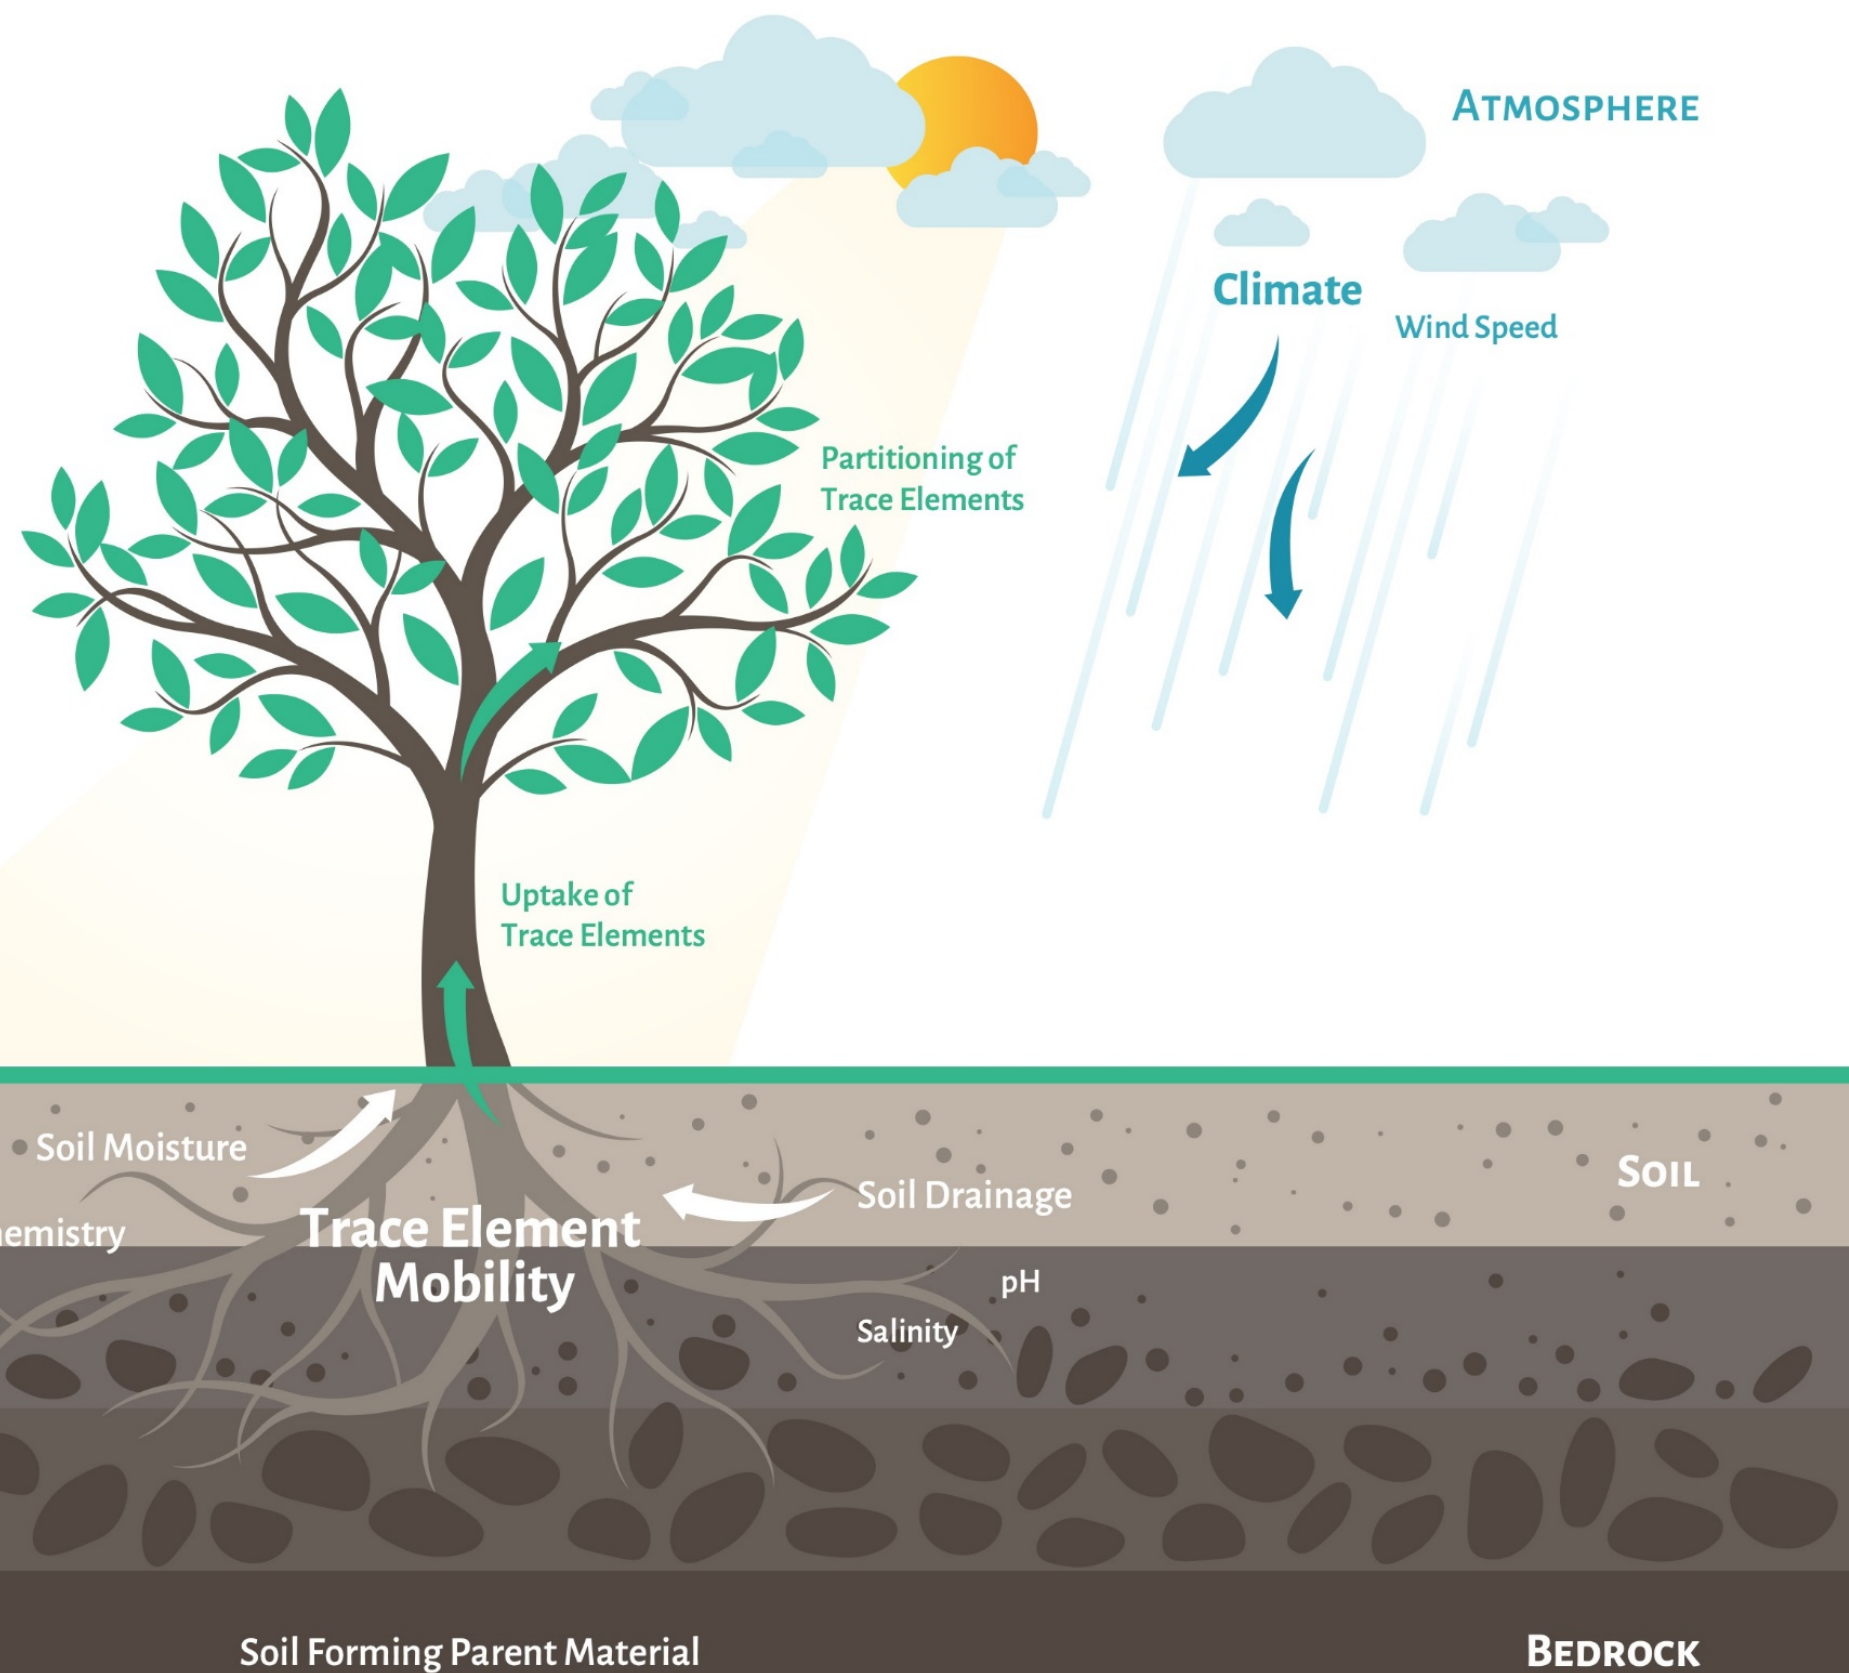 ATMOSPHERE
Climate
Wind Speed
Partitioning of
Trace Elements
Uptake of
Trace Elements
Soil Moisture
SOIL
Soil Drainage
emistry
Trace Element
Mobility
pH
Salinity
Soil Forming Parent Material
BEDROCK